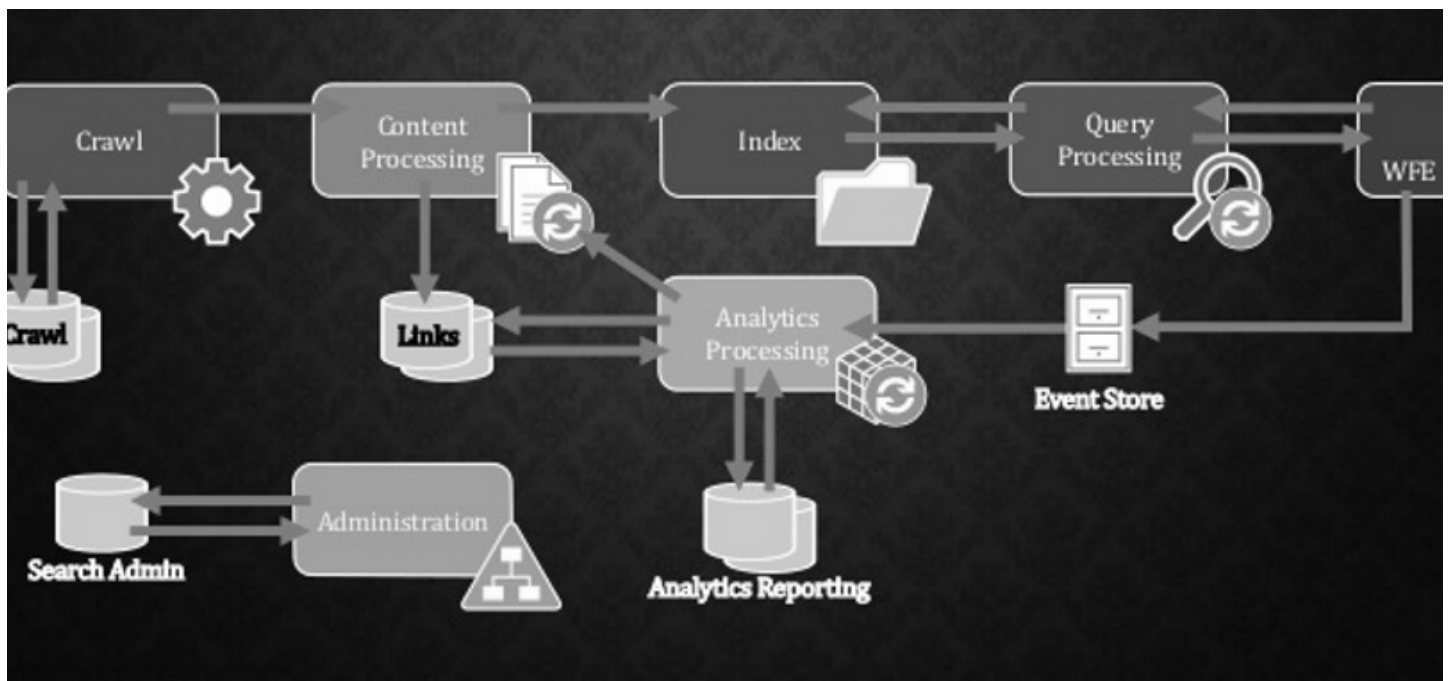 Crawl
Content
Processing
Index
Query
Processing
WFE
Crawl
Links
Analytics
Processing
Event Store
Search Admin
Administration
Analytics Reporting